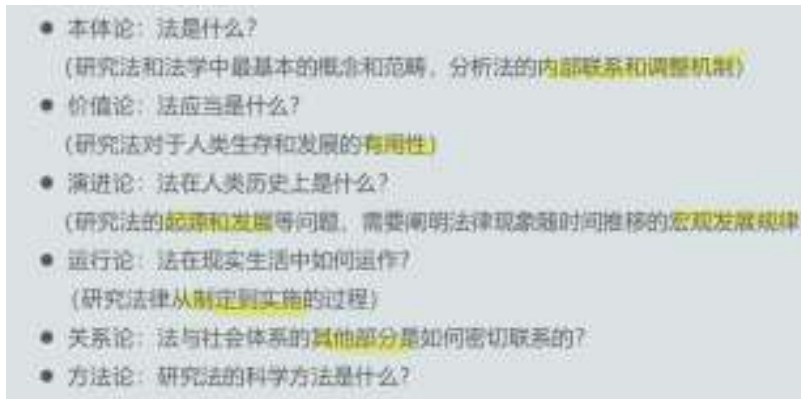 ● 本体论：法是什么？
（研究法和法学中最基本的概念和范畴，分析法的内部联系和调整机制）
● 价值论：法应当是什么？
（研究法对于人类生存和发展的有用性）
● 演进论：法在人类历史上是什么？
（研究法的起源和发展等问题，需要阐明法律现象随时间推移的宏观发展规律
● 运行论：法在现实生活中如何运作？
（研究法律从制定到实施的过程）
● 关系论：法与社会体系的其他部分是如何密切联系的？
● 方法论：研究法的科学方法是什么？